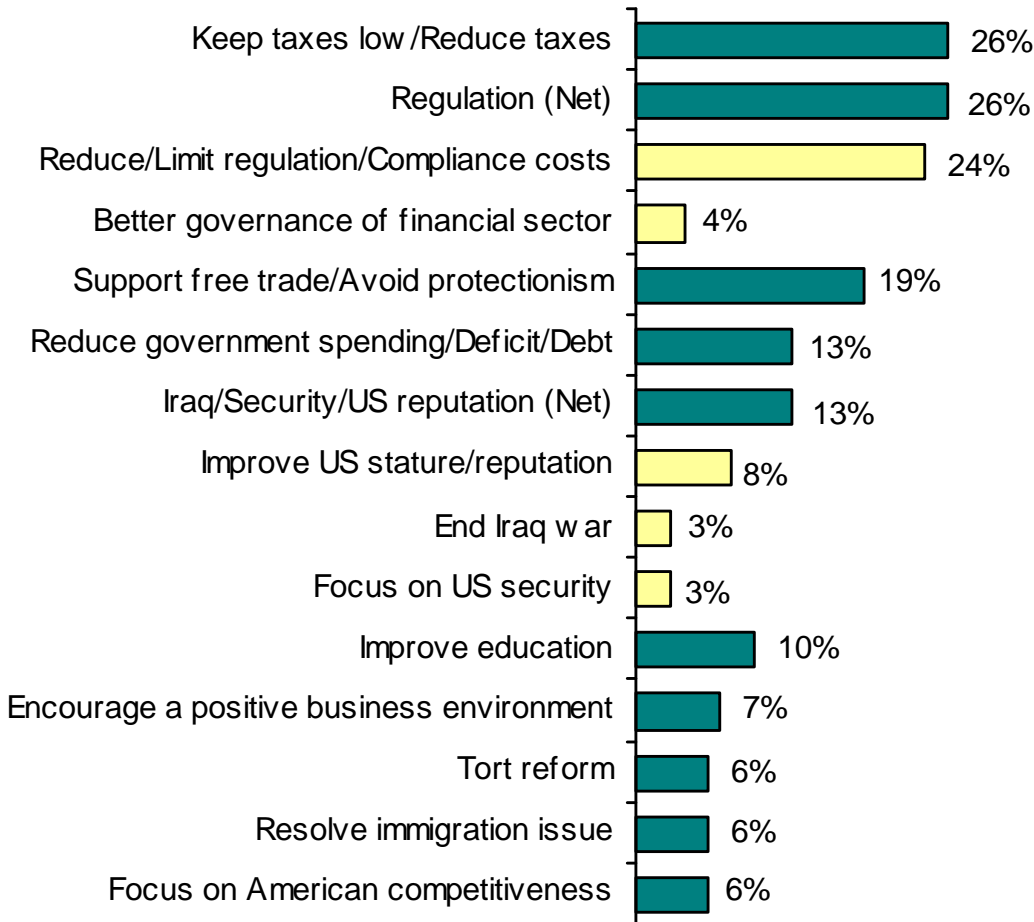 Keep taxes low/Reduce taxes 26%
Regulation (Net) 26%
Reduce/Limit regulation/Compliance costs 24%
Better governance of financial sector 4%
Support free trade/Avoid protectionism 19%
Reduce government spending/Deficit/Debt 13%
Iraq/Security/US reputation (Net) 13%
Improve US stature/reputation 8%
End Iraq war 3%
Focus on US security 3%
Improve education 10%
Encourage a positive business environment 7%
Tort reform 6%
Resolve immigration issue 6%
Focus on American competitiveness 6%